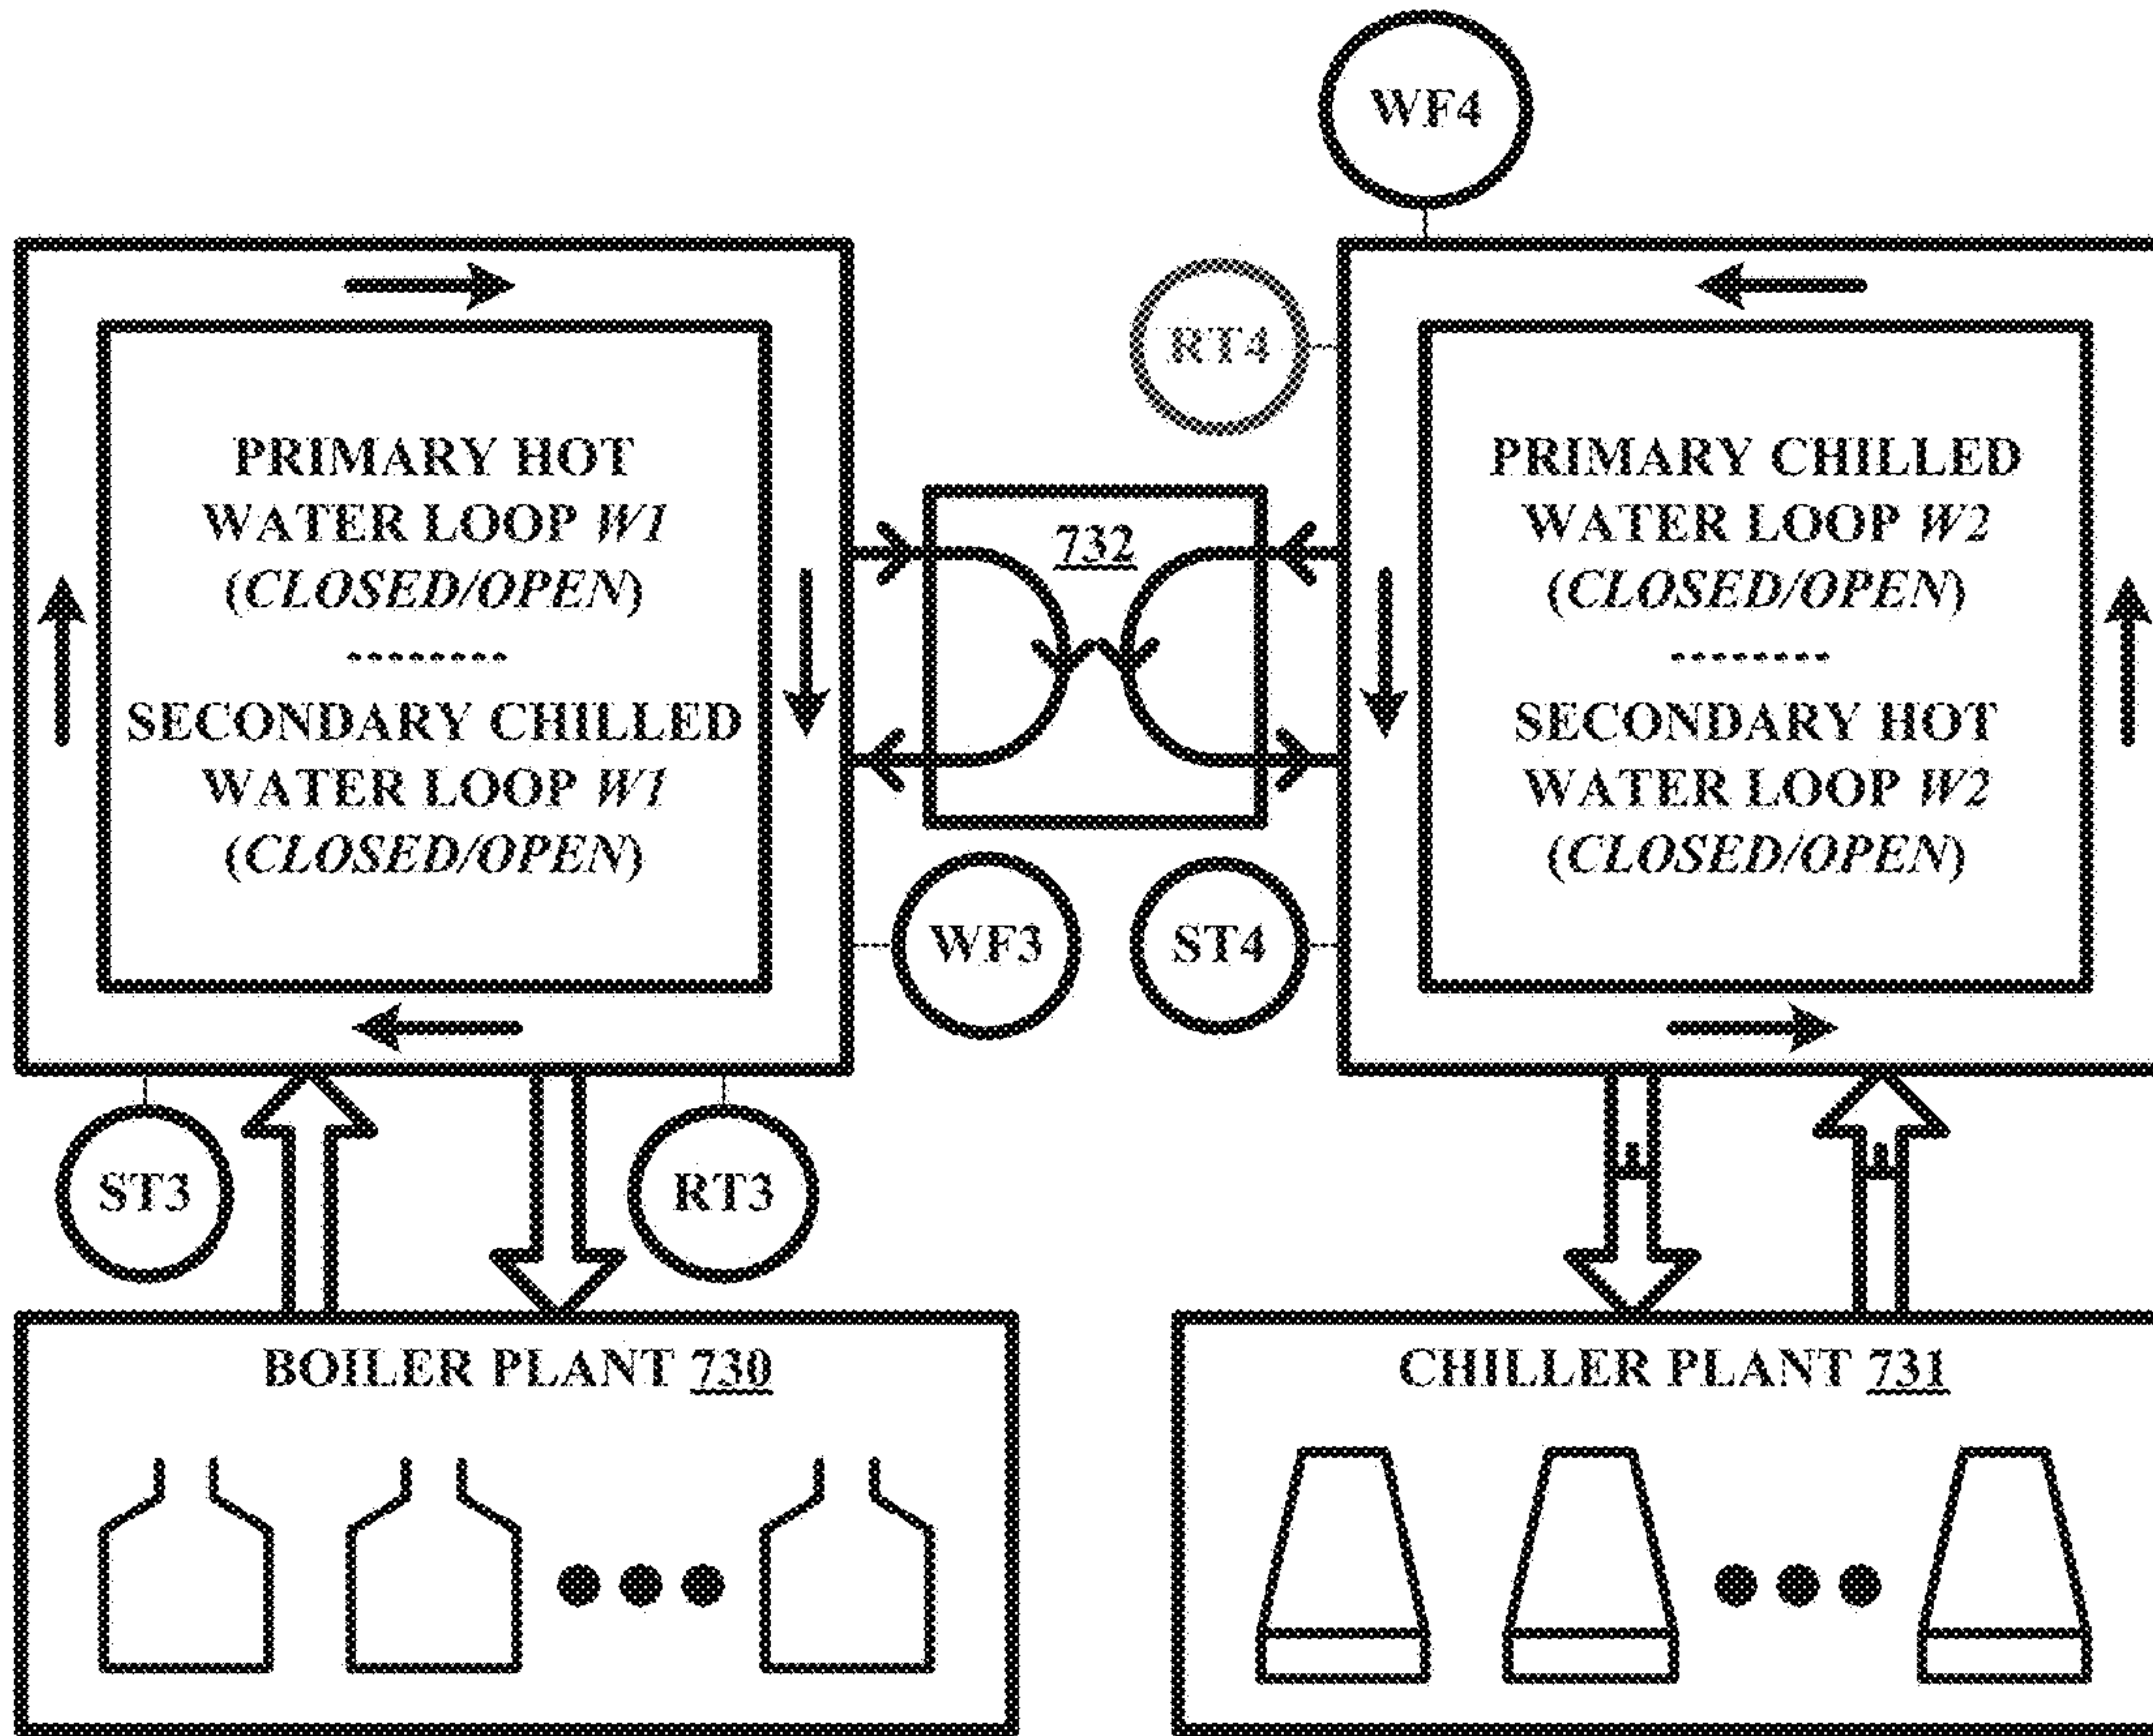 WF4
RT4
PRIMARY HOT
WATER LOOP W1
(CLOSED/OPEN)
--------
SECONDARY CHILLED
WATER LOOP W1
(CLOSED/OPEN)
732
PRIMARY CHILLED
WATER LOOP W2
(CLOSED/OPEN)
--------
SECONDARY HOT
WATER LOOP W2
(CLOSED/OPEN)
WF3
ST4
ST3
RT3
BOILER PLANT 730
CHILLER PLANT 731